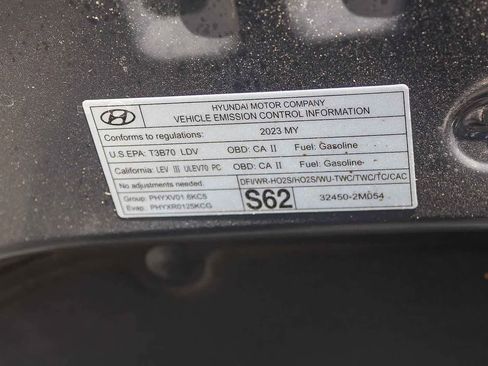 HYUNDAI MOTOR COMPANY
VEHICLE EMISSION CONTROL INFORMATION
Conforms to regulations: 2023 MY
U.S.EPA: T3B70 LDV OBD: CA II Fuel: Gasoline
California: LEV III ULEV70 PC OBD: CA II Fuel: Gasoline
No adjustments needed. DFI/WR-HO2S/HO2S/WU-TWC/TWC/TC/CAC
Group: PHYXV01.6KC5 S62 32450-2M054
Evap: PHYXR0125KCG